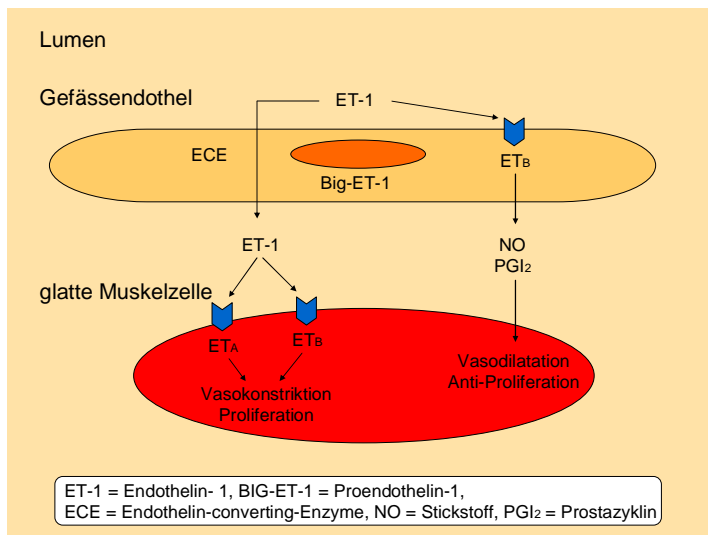 Lumen
Gefässendothel
ET-1
ECE
Big-ET-1
ETB
ET-1
NO
PGI2
glatte Muskelzelle
ETA
ETB
Vasokonstriktion
Proliferation
Vasodilatation
Anti-Proliferation
ET-1 = Endothelin- 1, BIG-ET-1 = Proendothelin-1,
ECE = Endothelin-converting-Enzyme, NO = Stickstoff, PGI2 = Prostazyklin